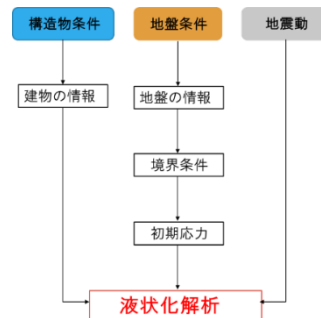 構造物条件
地盤条件
地震動
建物の情報
地盤の情報
境界条件
初期応力
液状化解析